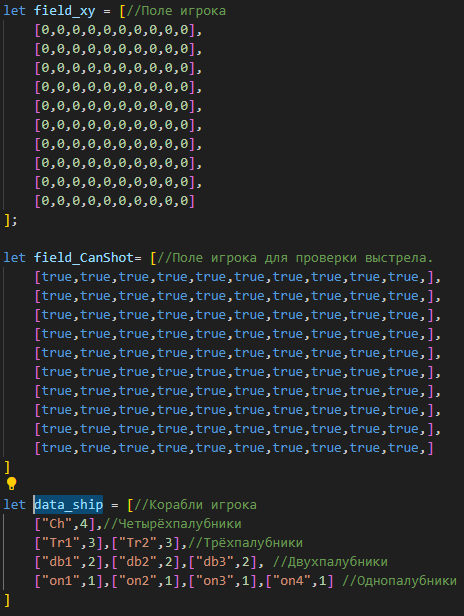 let field_xy = [//Поле игрока
[0,0,0,0,0,0,0,0,0,0],
[0,0,0,0,0,0,0,0,0,0],
[0,0,0,0,0,0,0,0,0,0],
[0,0,0,0,0,0,0,0,0,0],
[0,0,0,0,0,0,0,0,0,0],
[0,0,0,0,0,0,0,0,0,0],
[0,0,0,0,0,0,0,0,0,0],
[0,0,0,0,0,0,0,0,0,0],
[0,0,0,0,0,0,0,0,0,0],
[0,0,0,0,0,0,0,0,0,0]
];
let field_CanShot= [//Поле игрока для проверки выстрела.
[true,true,true,true,true,true,true,true,true,true,],
[true,true,true,true,true,true,true,true,true,true,],
[true,true,true,true,true,true,true,true,true,true,],
[true,true,true,true,true,true,true,true,true,true,],
[true,true,true,true,true,true,true,true,true,true,],
[true,true,true,true,true,true,true,true,true,true,],
[true,true,true,true,true,true,true,true,true,true,],
[true,true,true,true,true,true,true,true,true,true,],
[true,true,true,true,true,true,true,true,true,true,],
[true,true,true,true,true,true,true,true,true,true,]
]
let data_ship = [//Корабли игрока
["Ch",4],//Четырёхпалубники
["Tr1",3],["Tr2",3],//Трёхпалубники
["db1",2],["db2",2],["db3",2], //Двухпалубники
["on1",1],["on2",1],["on3",1],["on4",1] //Однопалубники
]